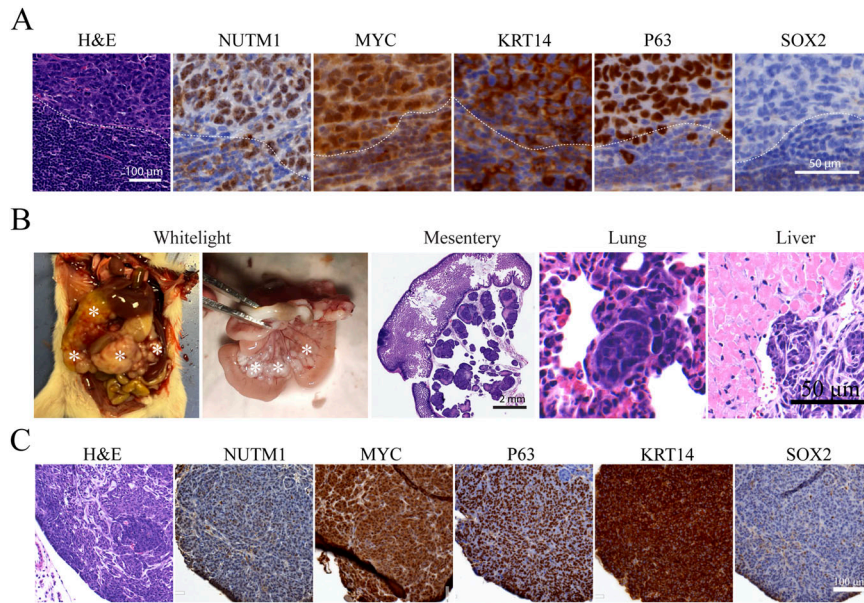 A
H&E NUTM1 MYC KRT14 P63 SOX2
100 µm
50 µm
B
Whitelight Mesentery Lung Liver
* * * *
* *
2 mm
50 µm
C
H&E NUTM1 MYC P63 KRT14 SOX2
100 µm